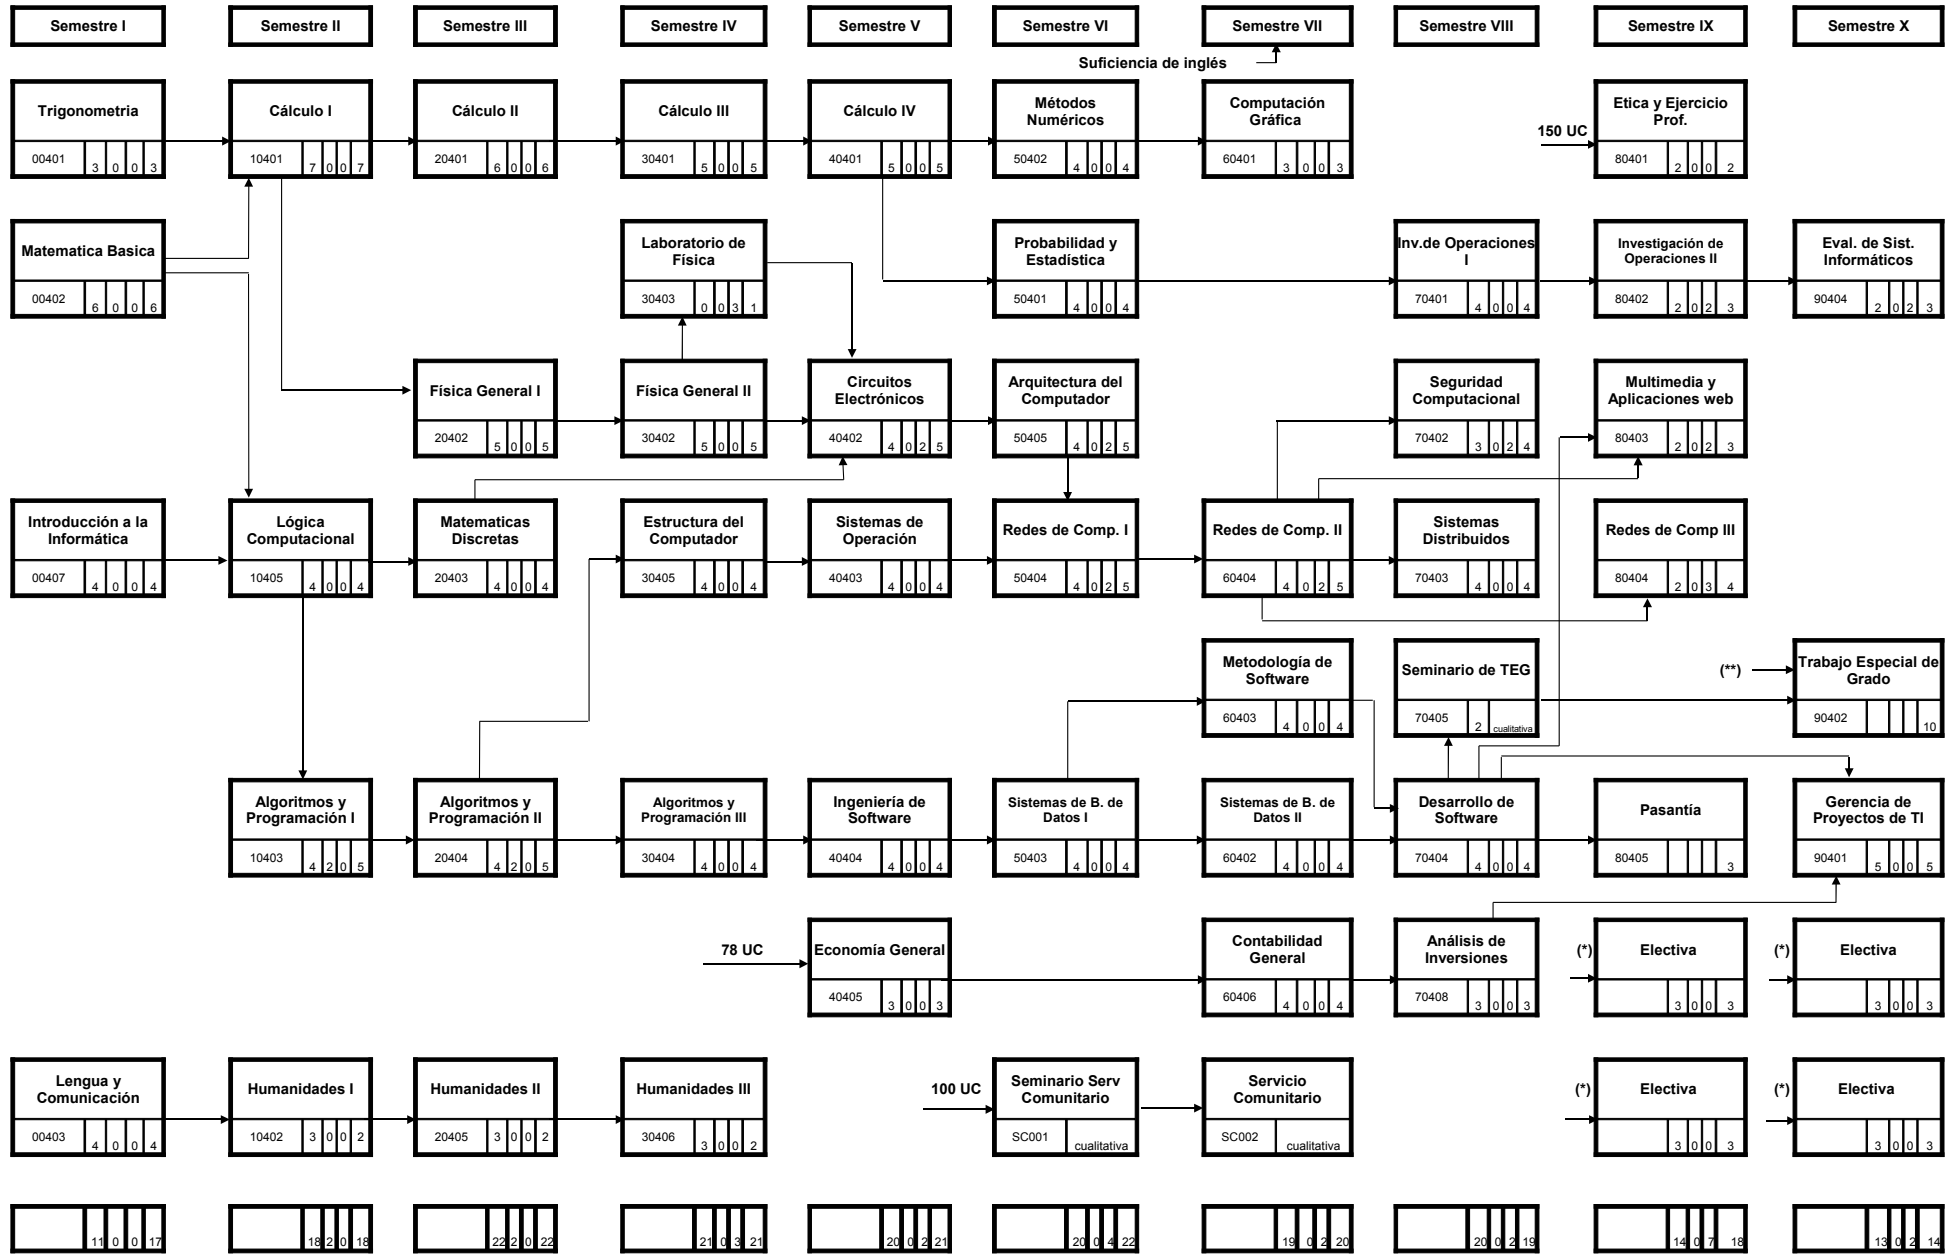 Semestre I
Semestre II
Semestre III
Semestre IV
Semestre V
Semestre VI
Semestre VII
Semestre VIII
Semestre IX
Semestre X
Suficiencia de inglés
Trigonometria
00401 3 0 0 3
Cálculo I
10401 7 0 0 7
Cálculo II
20401 6 0 0 6
Cálculo III
30401 5 0 0 5
Cálculo IV
40401 5 0 0 5
Métodos
Numéricos
50402 4 0 0 4
Computación
Gráfica
60401 3 0 0 3
150 UC
Etica y Ejercicio
Prof.
80401 2 0 0 2
Matematica Basica
00402 6 0 0 6
Laboratorio de
Física
30403 0 0 3 1
Probabilidad y
Estadística
50401 4 0 0 4
Inv.de Operaciones
I
70401 4 0 0 4
Investigación de
Operaciones II
80402 2 0 2 3
Eval. de Sist.
Informáticos
90404 2 0 2 3
Física General I
20402 5 0 0 5
Física General II
30402 5 0 0 5
Circuitos
Electrónicos
40402 4 0 2 5
Arquitectura del
Computador
50405 4 0 2 5
Seguridad
Computacional
70402 3 0 2 4
Multimedia y
Aplicaciones web
80403 2 0 2 3
Introducción a la
Informática
00407 4 0 0 4
Lógica
Computacional
10405 4 0 0 4
Matematicas
Discretas
20403 4 0 0 4
Estructura del
Computador
30405 4 0 0 4
Sistemas de
Operación
40403 4 0 0 4
Redes de Comp. I
50404 4 0 2 5
Redes de Comp. II
60404 4 0 2 5
Sistemas
Distribuidos
70403 4 0 0 4
Redes de Comp III
80404 2 0 3 4
Metodología de
Software
60403 4 0 0 4
Seminario de TEG
70405 2 cualitativa
(**)
Trabajo Especial de
Grado
90402 10
Algoritmos y
Programación I
10403 4 2 0 5
Algoritmos y
Programación II
20404 4 2 0 5
Algoritmos y
Programación III
30404 4 0 0 4
Ingeniería de
Software
40404 4 0 0 4
Sistemas de B. de
Datos I
50403 4 0 0 4
Sistemas de B. de
Datos II
60402 4 0 0 4
Desarrollo de
Software
70404 4 0 0 4
Pasantía
80405 3
Gerencia de
Proyectos de TI
90401 5 0 0 5
78 UC
Economía General
40405 3 0 0 3
Contabilidad
General
60406 4 0 0 4
Análisis de
Inversiones
70408 3 0 0 3
(*)
Electiva
3 0 0 3
(*)
Electiva
3 0 0 3
Lengua y
Comunicación
00403 4 0 0 4
Humanidades I
10402 3 0 0 2
Humanidades II
20405 3 0 0 2
Humanidades III
30406 3 0 0 2
100 UC
Seminario Serv
Comunitario
SC001 cualitativa
Servicio
Comunitario
SC002 cualitativa
(*)
Electiva
3 0 0 3
(*)
Electiva
3 0 0 3
11 0 0 17
18 2 0 18
22 2 0 22
21 0 3 21
20 0 2 21
20 0 4 22
19 0 2 20
20 0 2 19
14 0 7 18
13 0 2 14